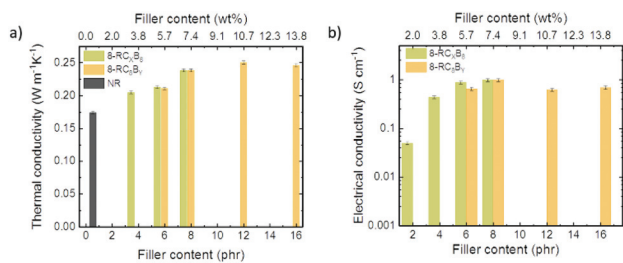 a)
Filler content (wt%)
0.0 2.0 3.8 5.7 7.4 9.1 10.7 12.3 13.8
8-RCXB8
8-RC8BY
NR
Thermal conductivity (W m-1K-1)
0.25
0.20
0.15
0.10
0.05
0.00
0 2 4 6 8 10 12 14 16
Filler content (phr)
b)
Filler content (wt%)
2.0 3.8 5.7 7.4 9.1 10.7 12.3 13.8
8-RCXB8
8-RC8BY
Electrical conductivity (S cm-1)
1
0.1
0.01
0.001
2 4 6 8 10 12 14 16
Filler content (phr)